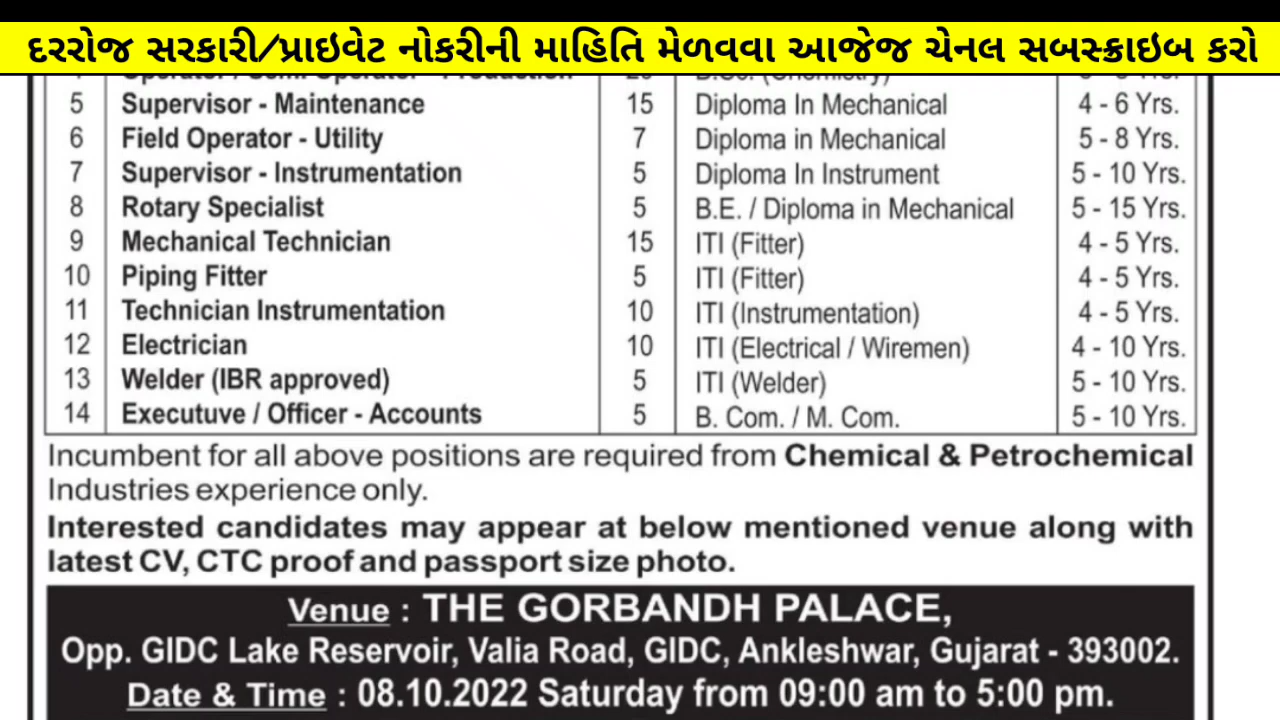 દરરોજ સરકારી/પ્રાઇવેટ નોકરીની માહિતિ મેળવવા આજેજ ચેનલ સબસ્ક્રાઇબ કરો
5 Supervisor - Maintenance 15 Diploma In Mechanical 4 - 6 Yrs.
6 Field Operator - Utility 7 Diploma in Mechanical 5 - 8 Yrs.
7 Supervisor - Instrumentation 5 Diploma In Instrument 5 - 10 Yrs.
8 Rotary Specialist 5 B.E. / Diploma in Mechanical 5 - 15 Yrs.
9 Mechanical Technician 15 ITI (Fitter) 4 - 5 Yrs.
10 Piping Fitter 5 ITI (Fitter) 4 - 5 Yrs.
11 Technician Instrumentation 10 ITI (Instrumentation) 4 - 5 Yrs.
12 Electrician 10 ITI (Electrical / Wiremen) 4 - 10 Yrs.
13 Welder (IBR approved) 5 ITI (Welder) 5 - 10 Yrs.
14 Executuve / Officer - Accounts 5 B. Com. / M. Com. 5 - 10 Yrs.
Incumbent for all above positions are required from Chemical & Petrochemical
Industries experience only.
Interested candidates may appear at below mentioned venue along with
latest CV, CTC proof and passport size photo.
Venue : THE GORBANDH PALACE,
Opp. GIDC Lake Reservoir, Valia Road, GIDC, Ankleshwar, Gujarat - 393002.
Date & Time : 08.10.2022 Saturday from 09:00 am to 5:00 pm.